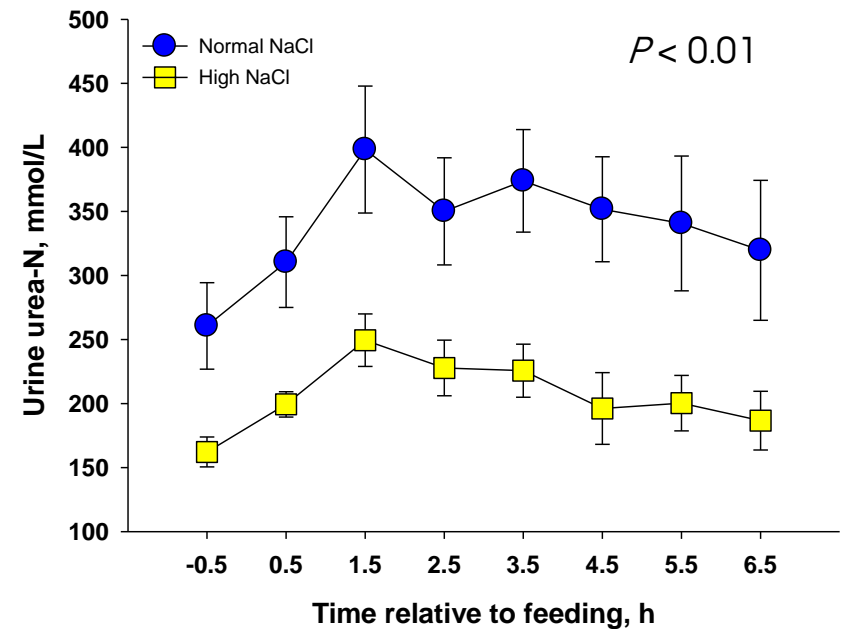 500
450
400
350
300
250
200
150
100
Urine urea-N, mmol/L
Normal NaCl
High NaCl
P < 0.01
-0.5 0.5 1.5 2.5 3.5 4.5 5.5 6.5
Time relative to feeding, h